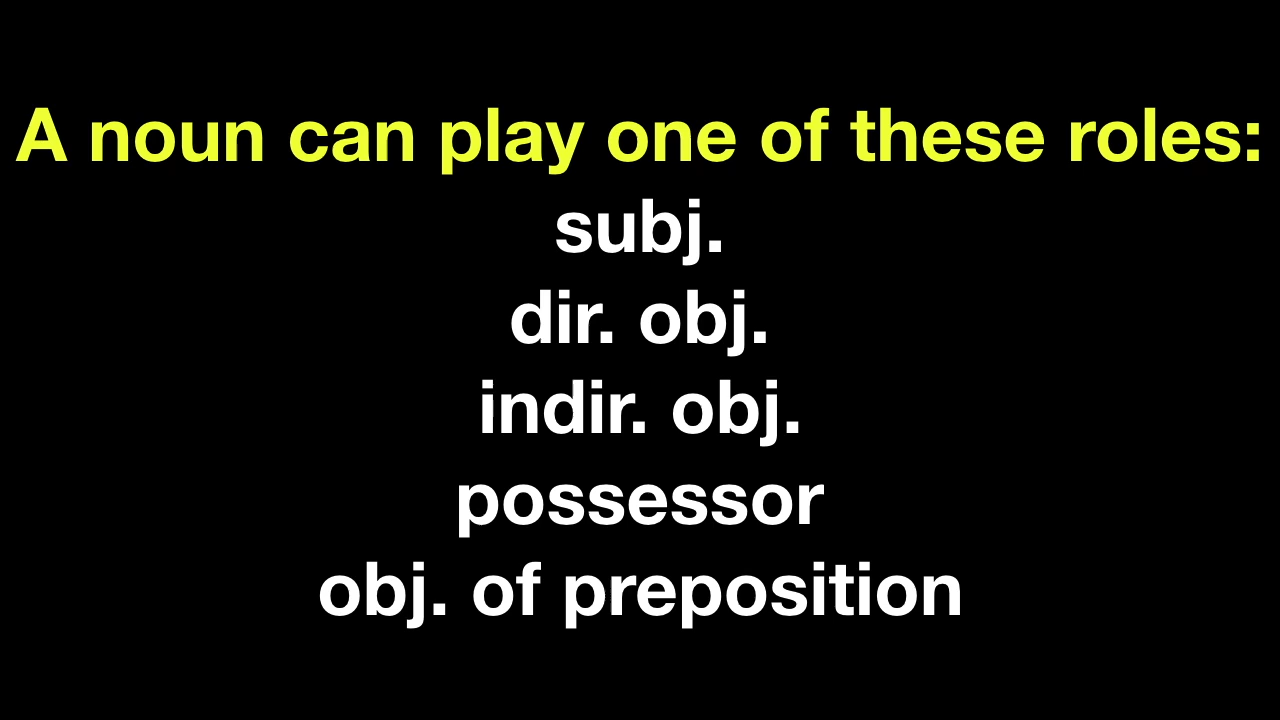 A noun can play one of these roles:
subj.
dir. obj.
indir. obj.
possessor
obj. of preposition